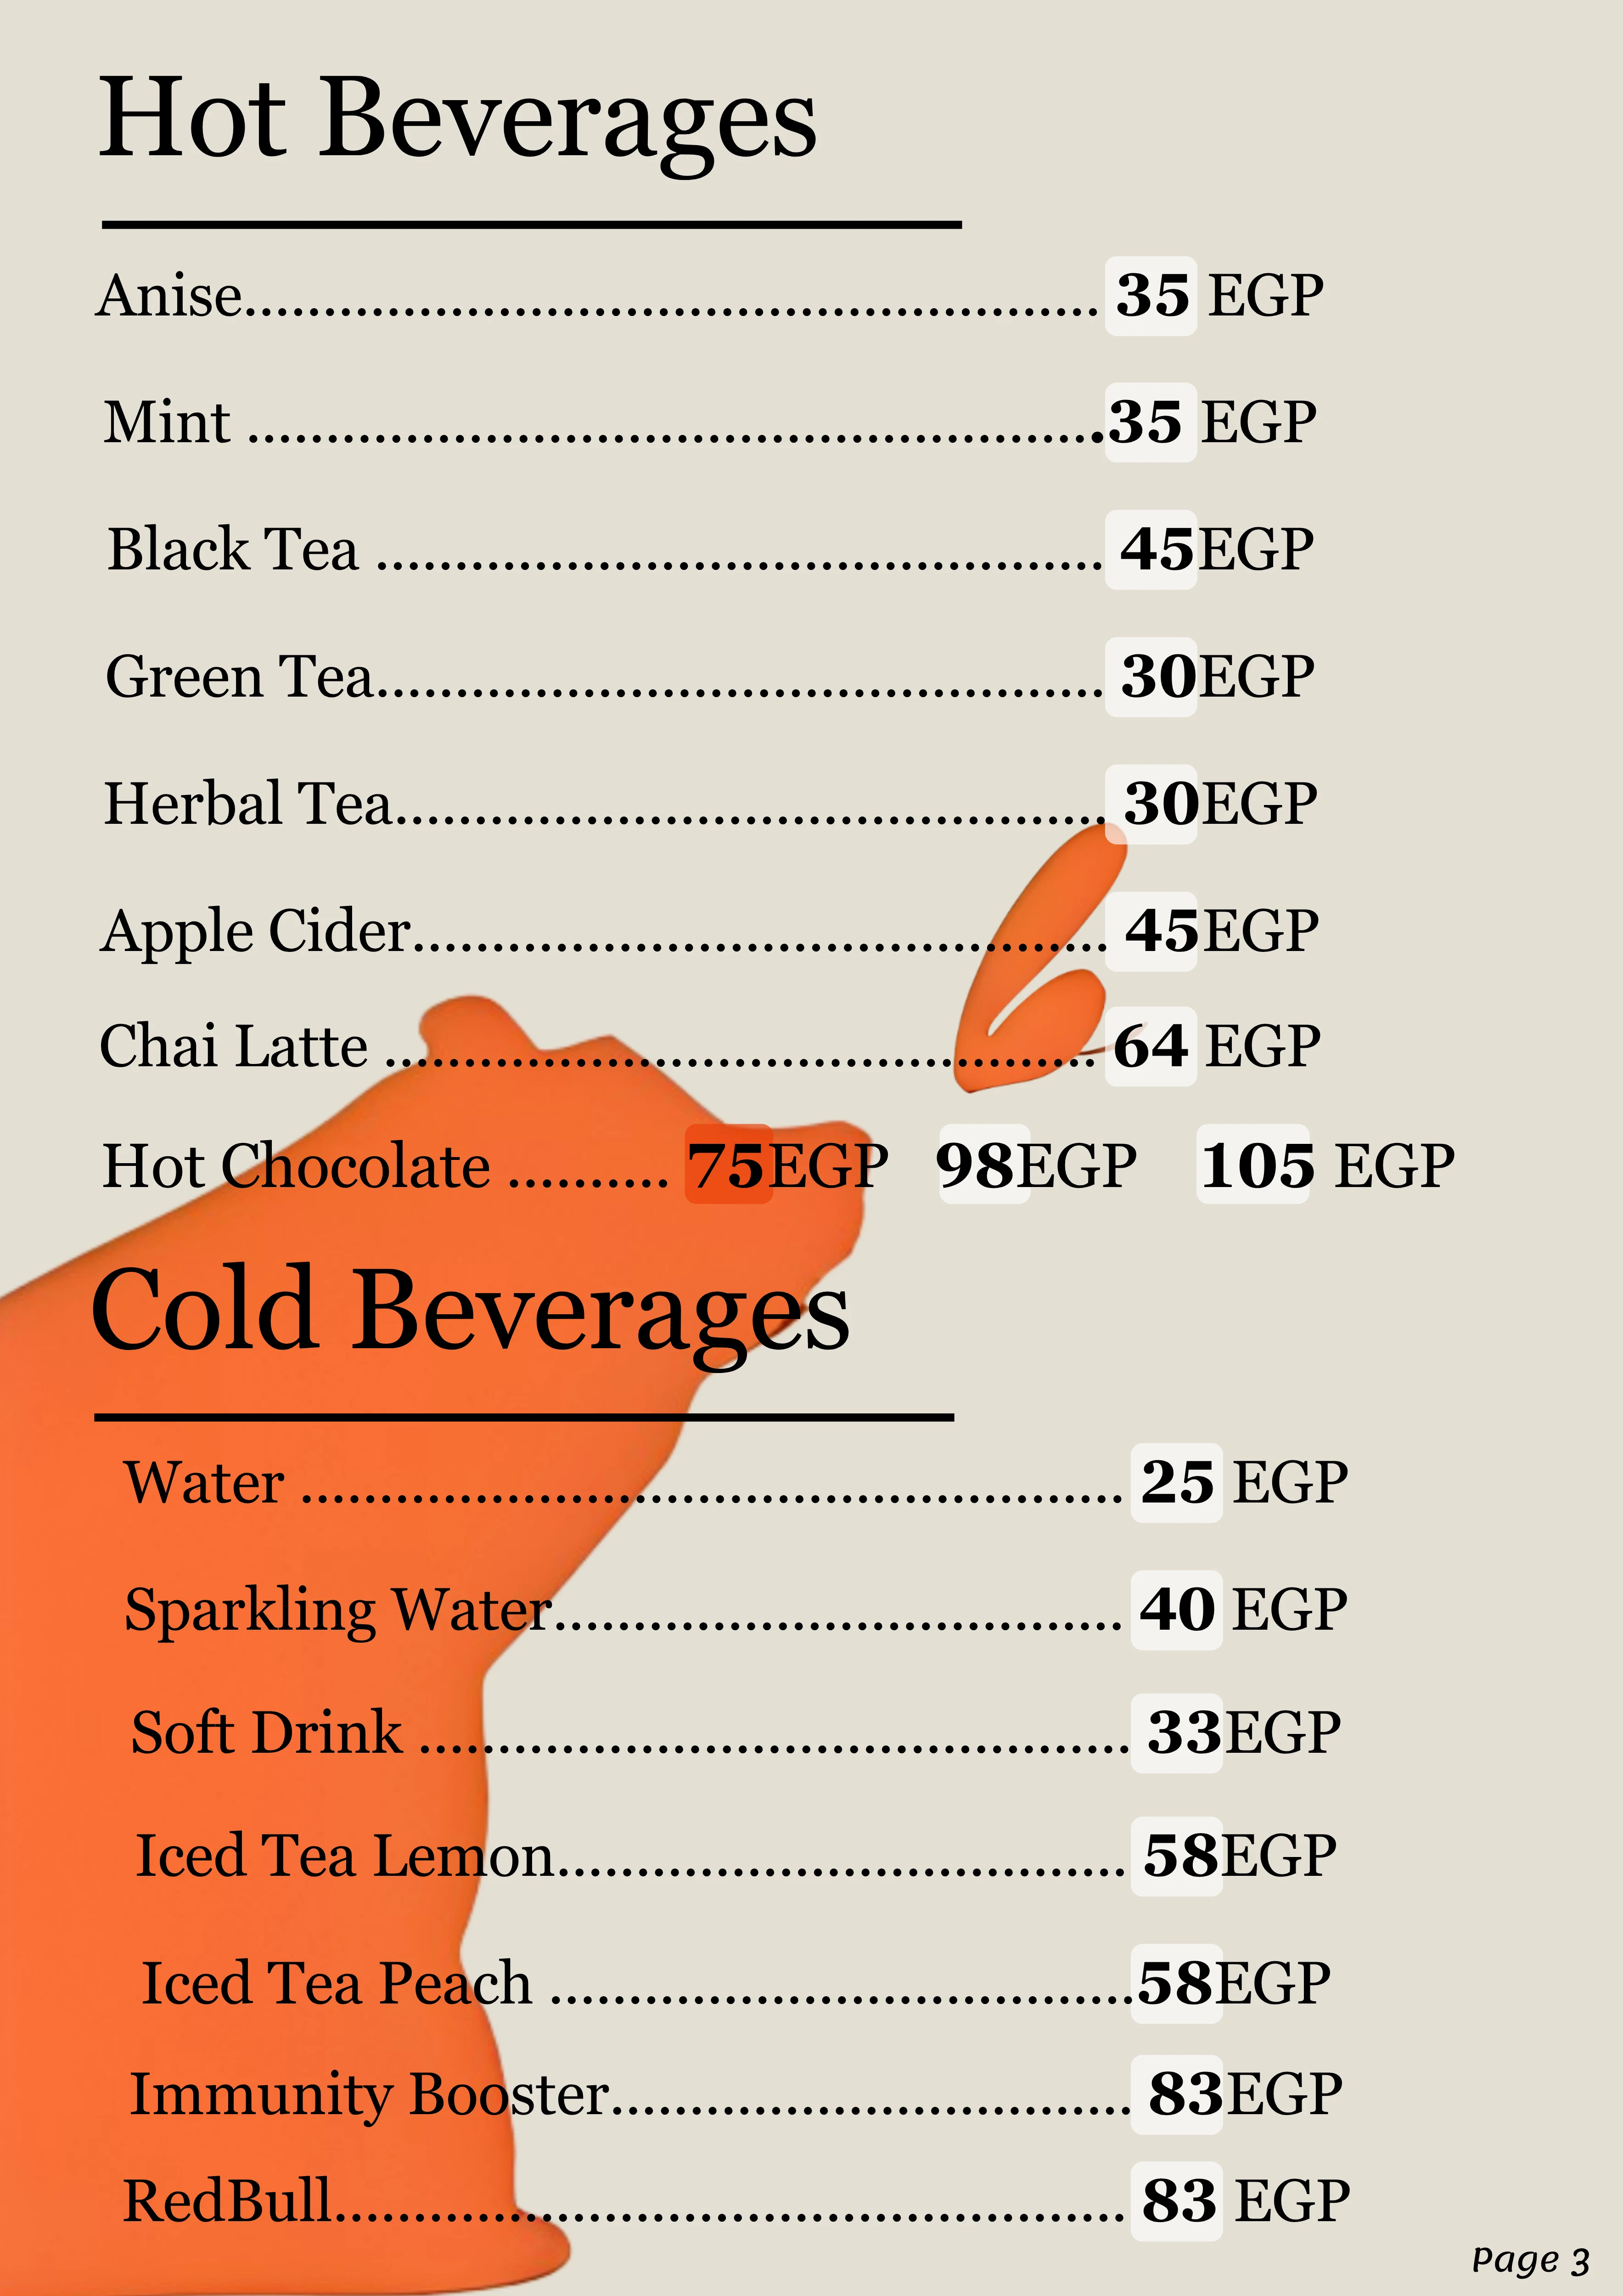 Hot Beverages
Anise...................................................... 35 EGP
Mint ......................................................35 EGP
Black Tea .............................................. 45EGP
Green Tea.............................................. 30EGP
Herbal Tea............................................. 30EGP
Apple Cider............................................ 45EGP
Chai Latte ............................................. 64 EGP
Hot Chocolate .......... 75EGP 98EGP 105 EGP
Cold Beverages
Water .................................................... 25 EGP
Sparkling Water.................................... 40 EGP
Soft Drink ............................................. 33EGP
Iced Tea Lemon.................................... 58EGP
Iced Tea Peach .....................................58EGP
Immunity Booster................................. 83EGP
RedBull.................................................. 83 EGP
Page 3